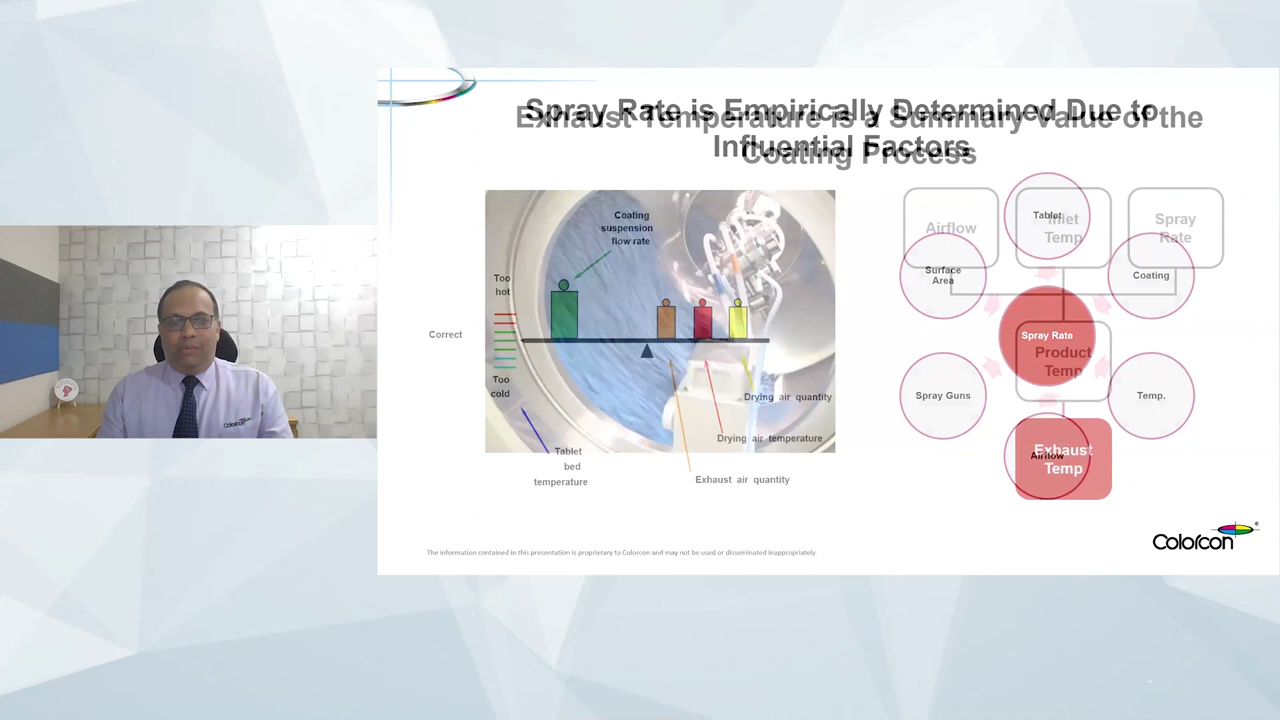 Spray Rate is Empirically Determined Due to
Influential Factors
Exhaust Temperature is a Summary Value of the
Coating Process
Coating
suspension
flow rate
Too
hot
Correct
Too
cold
Tablet
bed
temperature
Drying air quantity
Drying air temperature
Exhaust air quantity
Airflow
Inlet
Temp
Spray
Rate
Product
Temp
Exhaust
Temp
Tablet
Surface
Area
Coating
Spray Rate
Spray Guns
Temp.
Airflow
Colorcon
Colorcon
®
The information contained in this presentation is proprietary to Colorcon and may not be used or disseminated inappropriately.